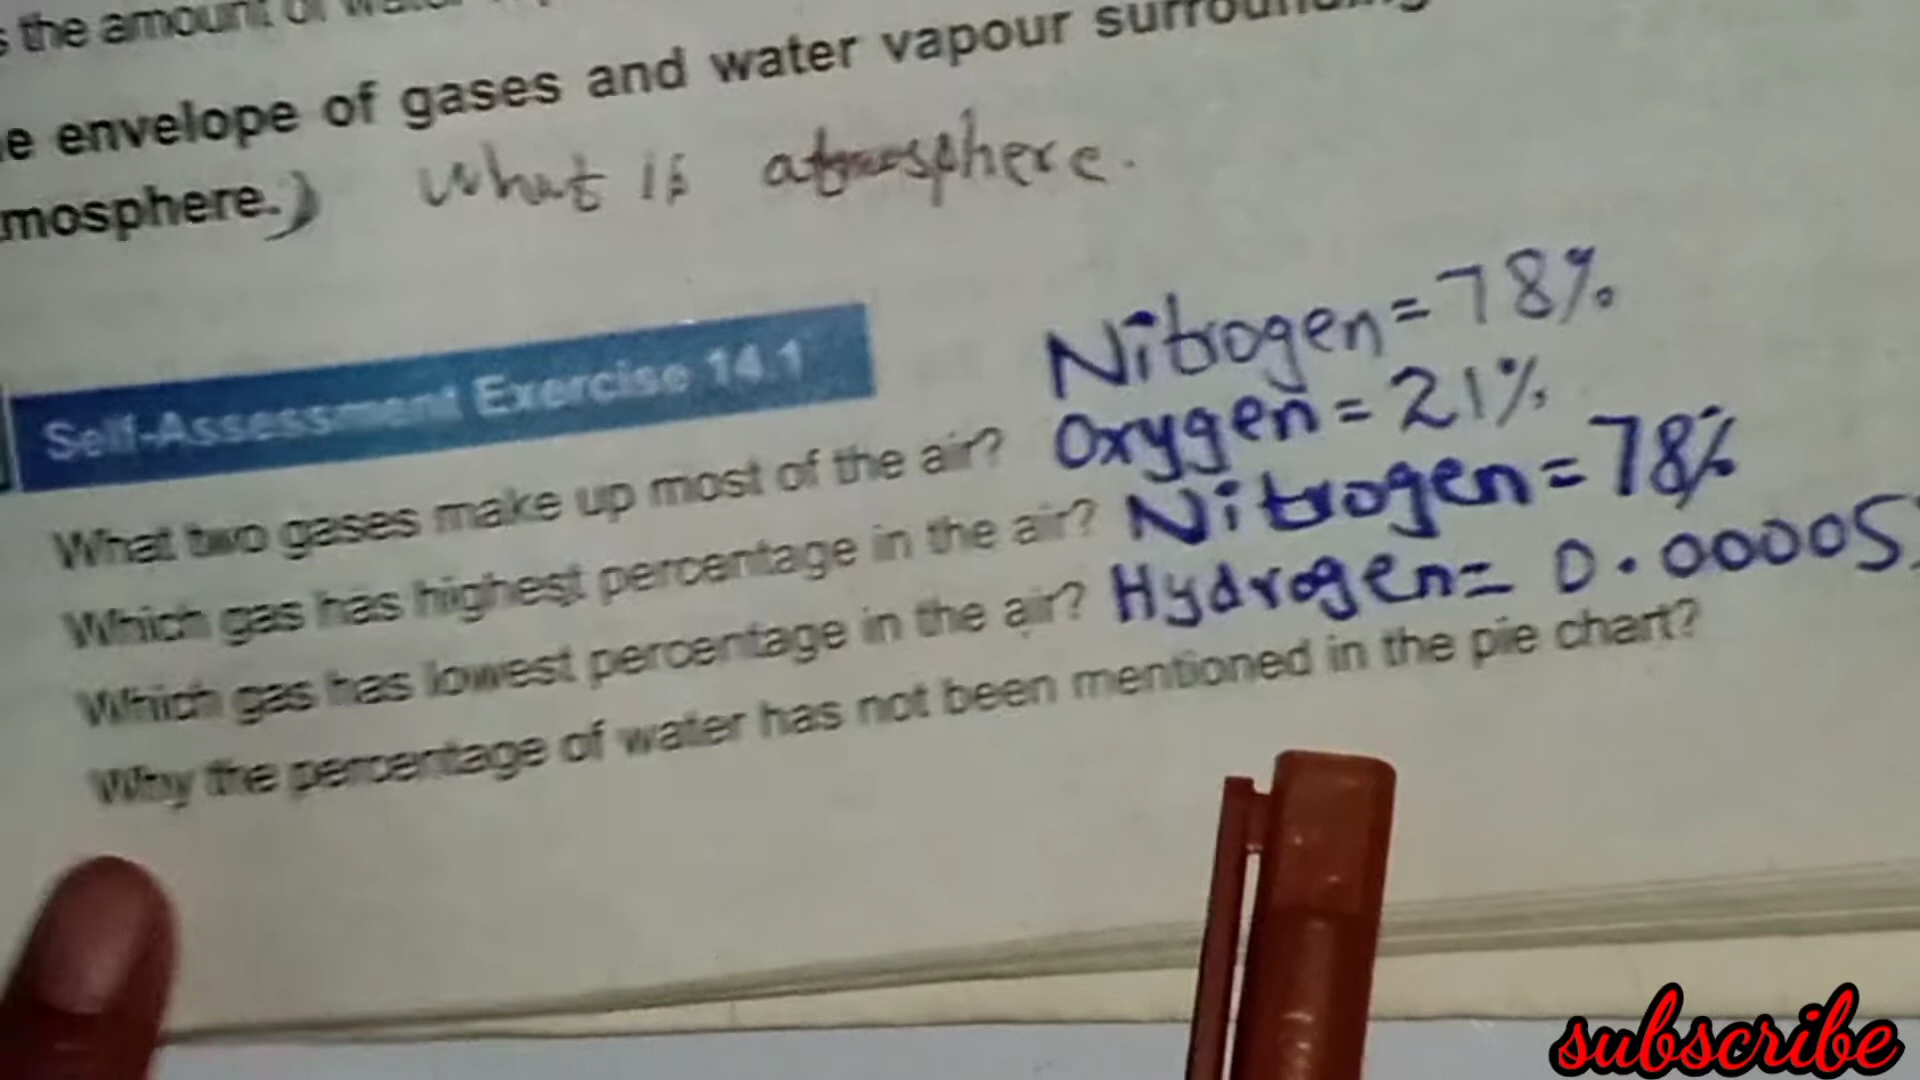 the amount of
e envelope of gases and water vapour surrounding
mosphere.) What is atmosphere.
Self-Assessment Exercise 14.1
Nitrogen = 78%
What two gases make up most of the air? Oxygen = 21%
Which gas has highest percentage in the air? Nitrogen = 78%
Which gas has lowest percentage in the air? Hydrogen = 0.00005
Why the percentage of water has not been mentioned in the pie chart?
subscribe